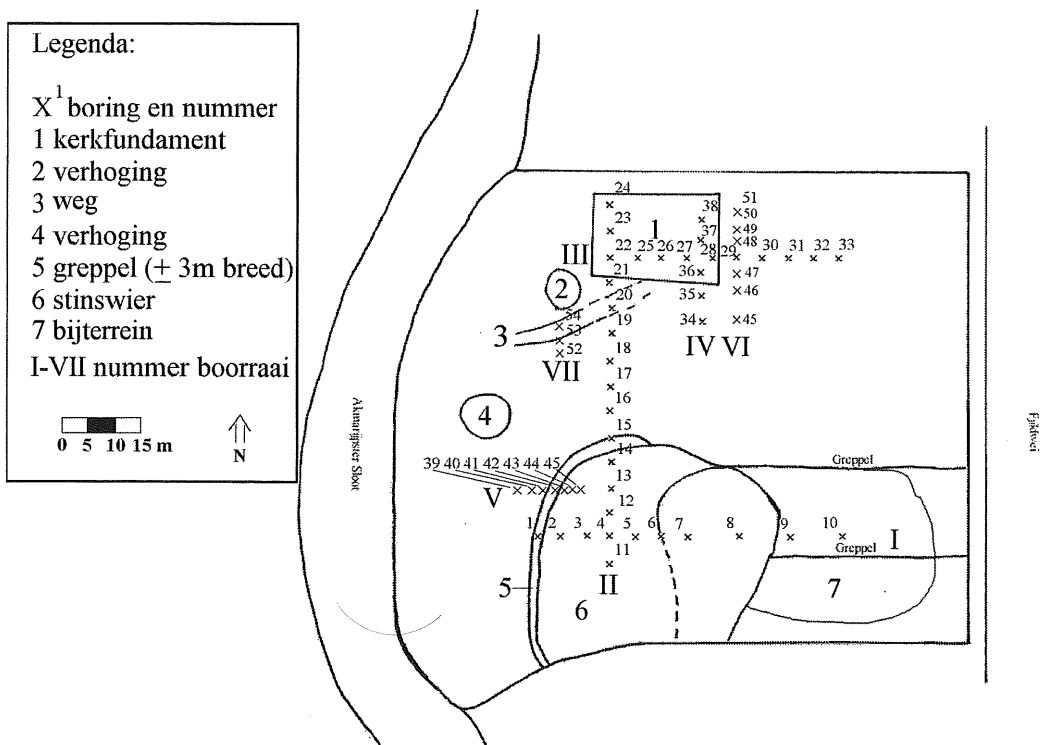 Legenda:
X¹ boring en nummer
1 kerkfundament
2 verhoging
3 weg
4 verhoging
5 greppel (± 3m breed)
6 stinswier
7 bijterrein
I-VII nummer boorraai
0 5 10 15 m
N
Akmarijpster Sloot
24
51
23
38
50
1
37
49
48
III
22 25 26 27 28 29 30 31 32 33
21
36
47
2
20
35
46
54
19
34
45
3
53
52
18
IV VI
VII
17
16
4
15
14
Greppel
39 40 41 42 43 44 45
13
V
12
1 2 3 4 5 6 7 8 9 10
I
11
Greppel
5
II
6
7